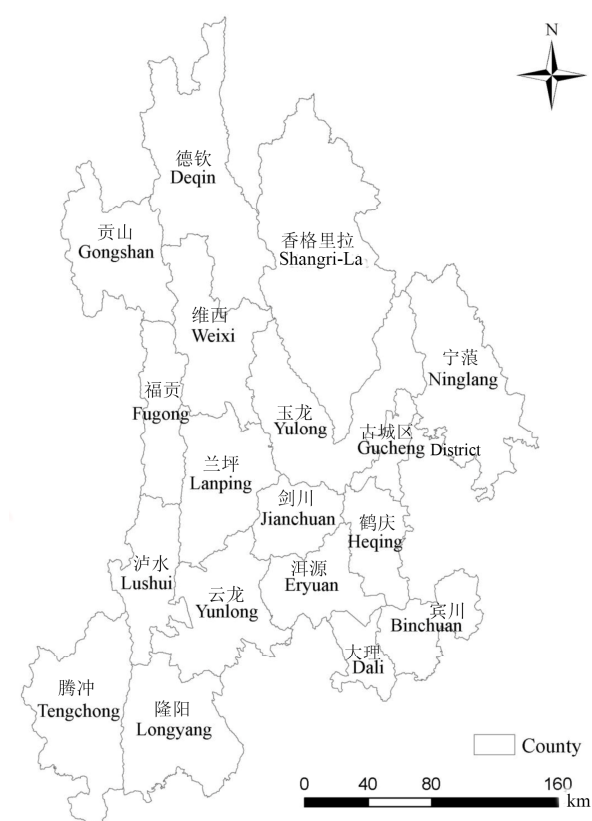 N
德钦
Deqin
贡山
Gongshan
香格里拉
Shangri-La
维西
Weixi
宁蒗
Ninglang
福贡
Fugong
玉龙
Yulong
古城区
Gucheng District
兰坪
Lanping
剑川
Jianchuan
鹤庆
Heqing
泸水
Lushui
洱源
Eryuan
云龙
Yunlong
宾川
Binchuan
大理
Dali
腾冲
Tengchong
隆阳
Longyang
County
0 40 80 160
km